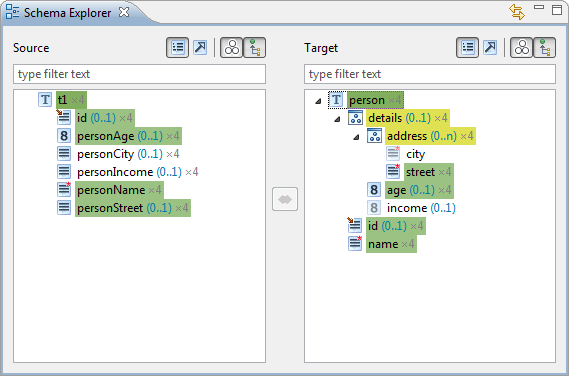 Schema Explorer
Source
type filter text
T t1 ×4
id (0..1) ×4
8 personAge (0..1) ×4
personCity (0..1) ×4
personIncome (0..1) ×4
personName ×4
personStreet (0..1) ×4
Target
type filter text
T person ×4
details (0..1) ×4
address (0..n) ×4
city
street ×4
8 age (0..1) ×4
8 income (0..1)
id (0..1) ×4
name ×4